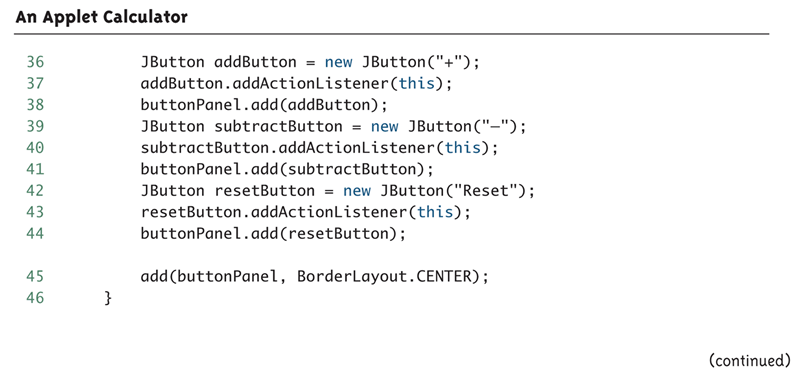 An Applet Calculator
36 JButton addButton = new JButton("+");
37 addButton.addActionListener(this);
38 buttonPanel.add(addButton);
39 JButton subtractButton = new JButton("–");
40 subtractButton.addActionListener(this);
41 buttonPanel.add(subtractButton);
42 JButton resetButton = new JButton("Reset");
43 resetButton.addActionListener(this);
44 buttonPanel.add(resetButton);
45 add(buttonPanel, BorderLayout.CENTER);
46 }
(continued)